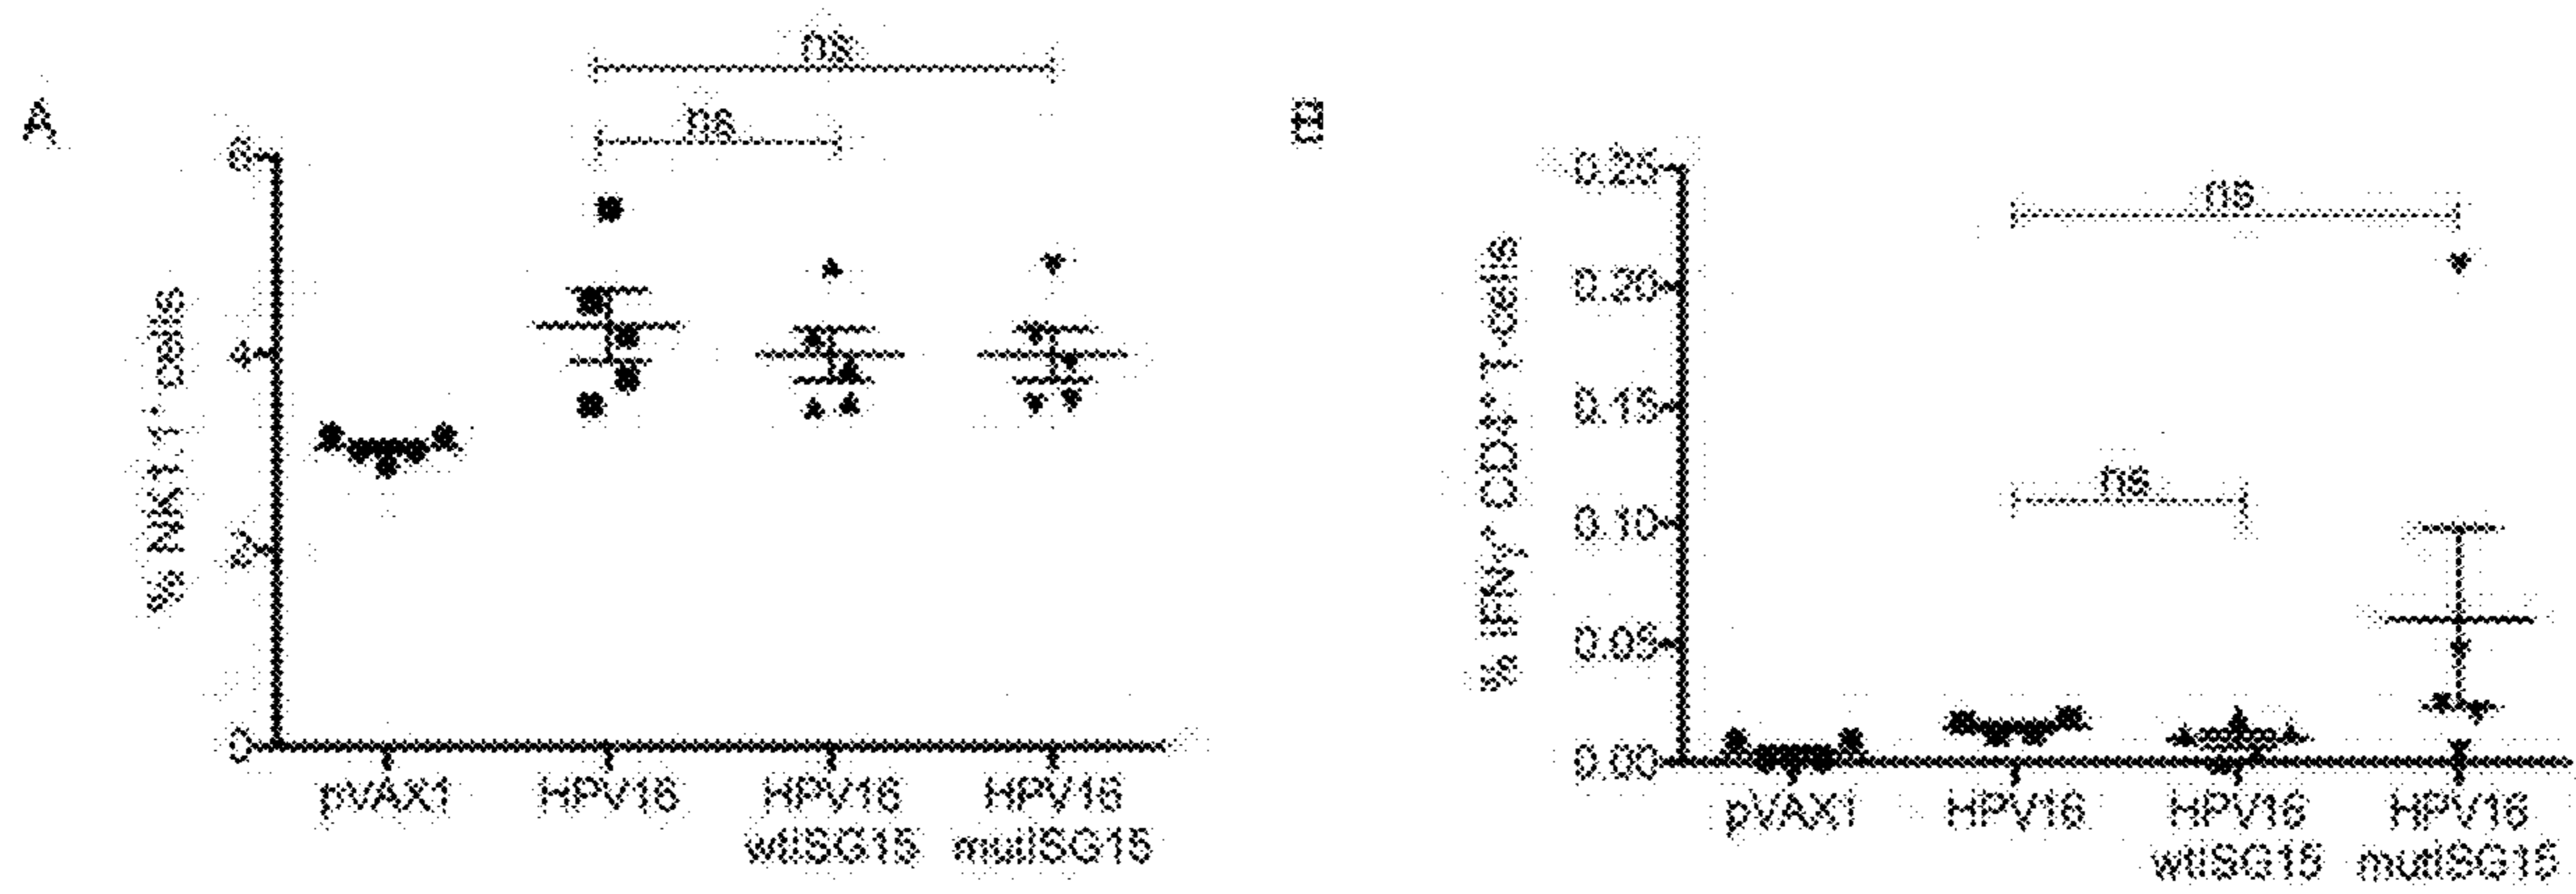 A
ns
ns
% NK1.1⁺ cells
6
4
2
0
pVAX1
HPV16
HPV16
wtISG15
HPV16
mutISG15
B
ns
ns
% IFNγ⁺ CD4⁺ T-cells
0.25
0.20
0.15
0.10
0.05
0.00
pVAX1
HPV16
HPV16
wtISG15
HPV16
mutISG15